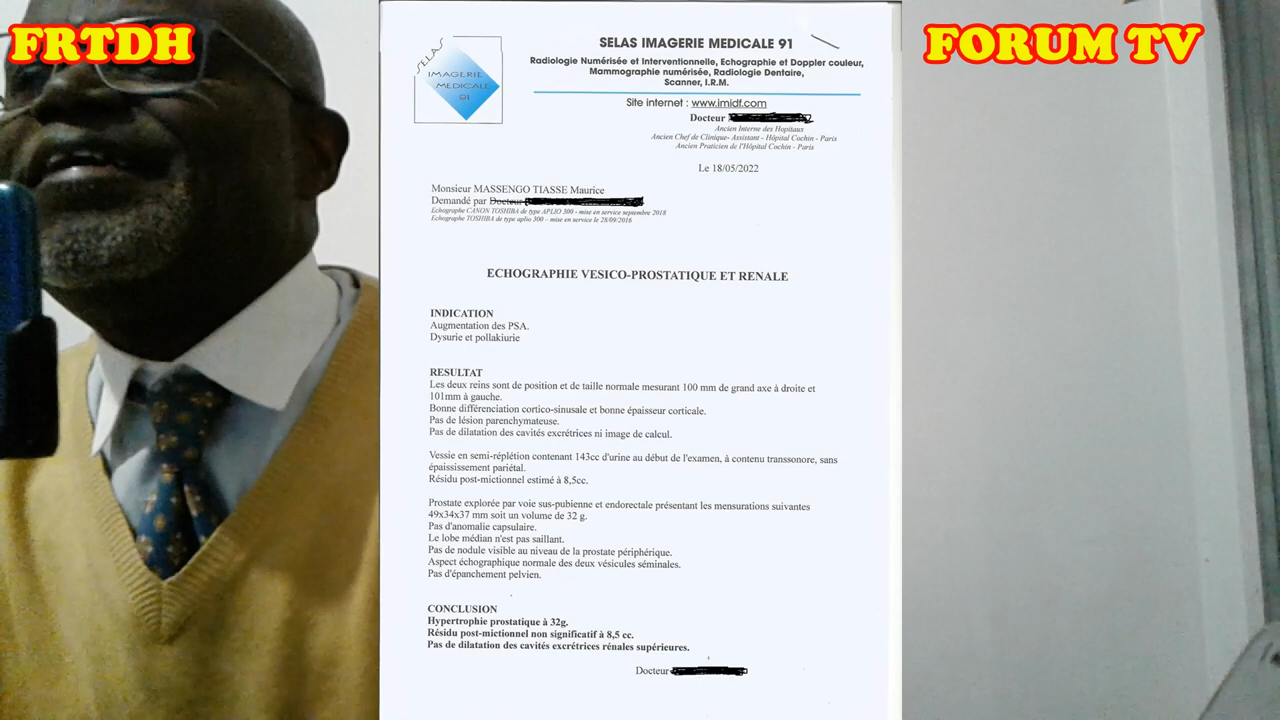 FRTDH
FORUM TV
SELAS
IMAGERIE
MEDICALE
91
SELAS IMAGERIE MEDICALE 91
Radiologie Numérisée et Interventionnelle, Echographie et Doppler couleur,
Mammographie numérisée, Radiologie Dentaire,
Scanner, I.R.M.
Site internet : www.imidf.com
Docteur
Ancien Interne des Hopitaux
Ancien Chef de Clinique- Assistant - Hôpital Cochin - Paris
Ancien Praticien de l'Hôpital Cochin - Paris
Le 18/05/2022
Monsieur MASSENGO TIASSE Maurice
Demandé par Docteur
Echographe CANON TOSHIBA de type APLIO 300 - mise en service septembre 2018
Echographe TOSHIBA de type aplio 300 – mise en service le 28/09/2016
ECHOGRAPHIE VESICO-PROSTATIQUE ET RENALE
INDICATION
Augmentation des PSA.
Dysurie et pollakiurie
RESULTAT
Les deux reins sont de position et de taille normale mesurant 100 mm de grand axe à droite et
101mm à gauche.
Bonne différenciation cortico-sinusale et bonne épaisseur corticale.
Pas de lésion parenchymateuse.
Pas de dilatation des cavités excrétrices ni image de calcul.
Vessie en semi-réplétion contenant 143cc d'urine au début de l'examen, à contenu transsonore, sans
épaississement pariétal.
Résidu post-mictionnel estimé à 8,5cc.
Prostate explorée par voie sus-pubienne et endorectale présentant les mensurations suivantes
49x34x37 mm soit un volume de 32 g.
Pas d'anomalie capsulaire.
Le lobe médian n'est pas saillant.
Pas de nodule visible au niveau de la prostate périphérique.
Aspect échographique normale des deux vésicules séminales.
Pas d'épanchement pelvien.
CONCLUSION
Hypertrophie prostatique à 32g.
Résidu post-mictionnel non significatif à 8,5 cc.
Pas de dilatation des cavités excrétrices rénales supérieures.
Docteur